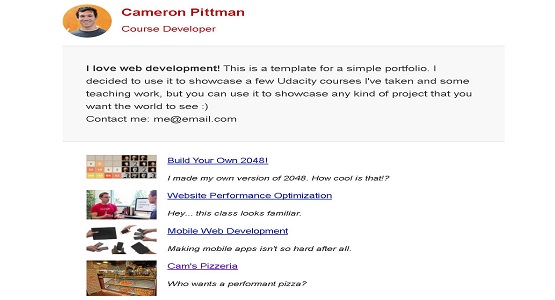 Cameron Pittman
Course Developer
I love web development! This is a template for a simple portfolio. I
decided to use it to showcase a few Udacity courses I've taken and some
teaching work, but you can use it to showcase any kind of project that you
want the world to see :)
Contact me: me@email.com
Build Your Own 2048!
I made my own version of 2048. How cool is that!?
Website Performance Optimization
Hey... this class looks familiar.
Mobile Web Development
Making mobile apps isn't so hard after all.
Cam's Pizzeria
Who wants a performant pizza?